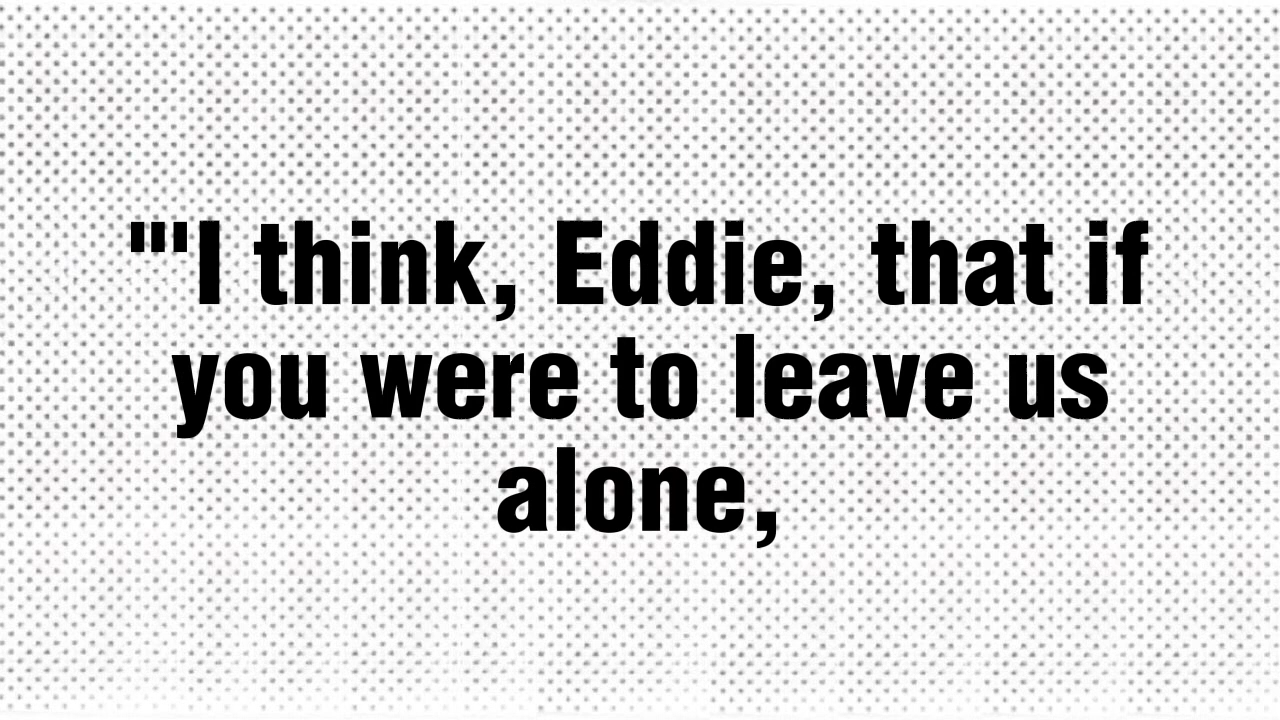 "'I think, Eddie, that if
you were to leave us
alone,